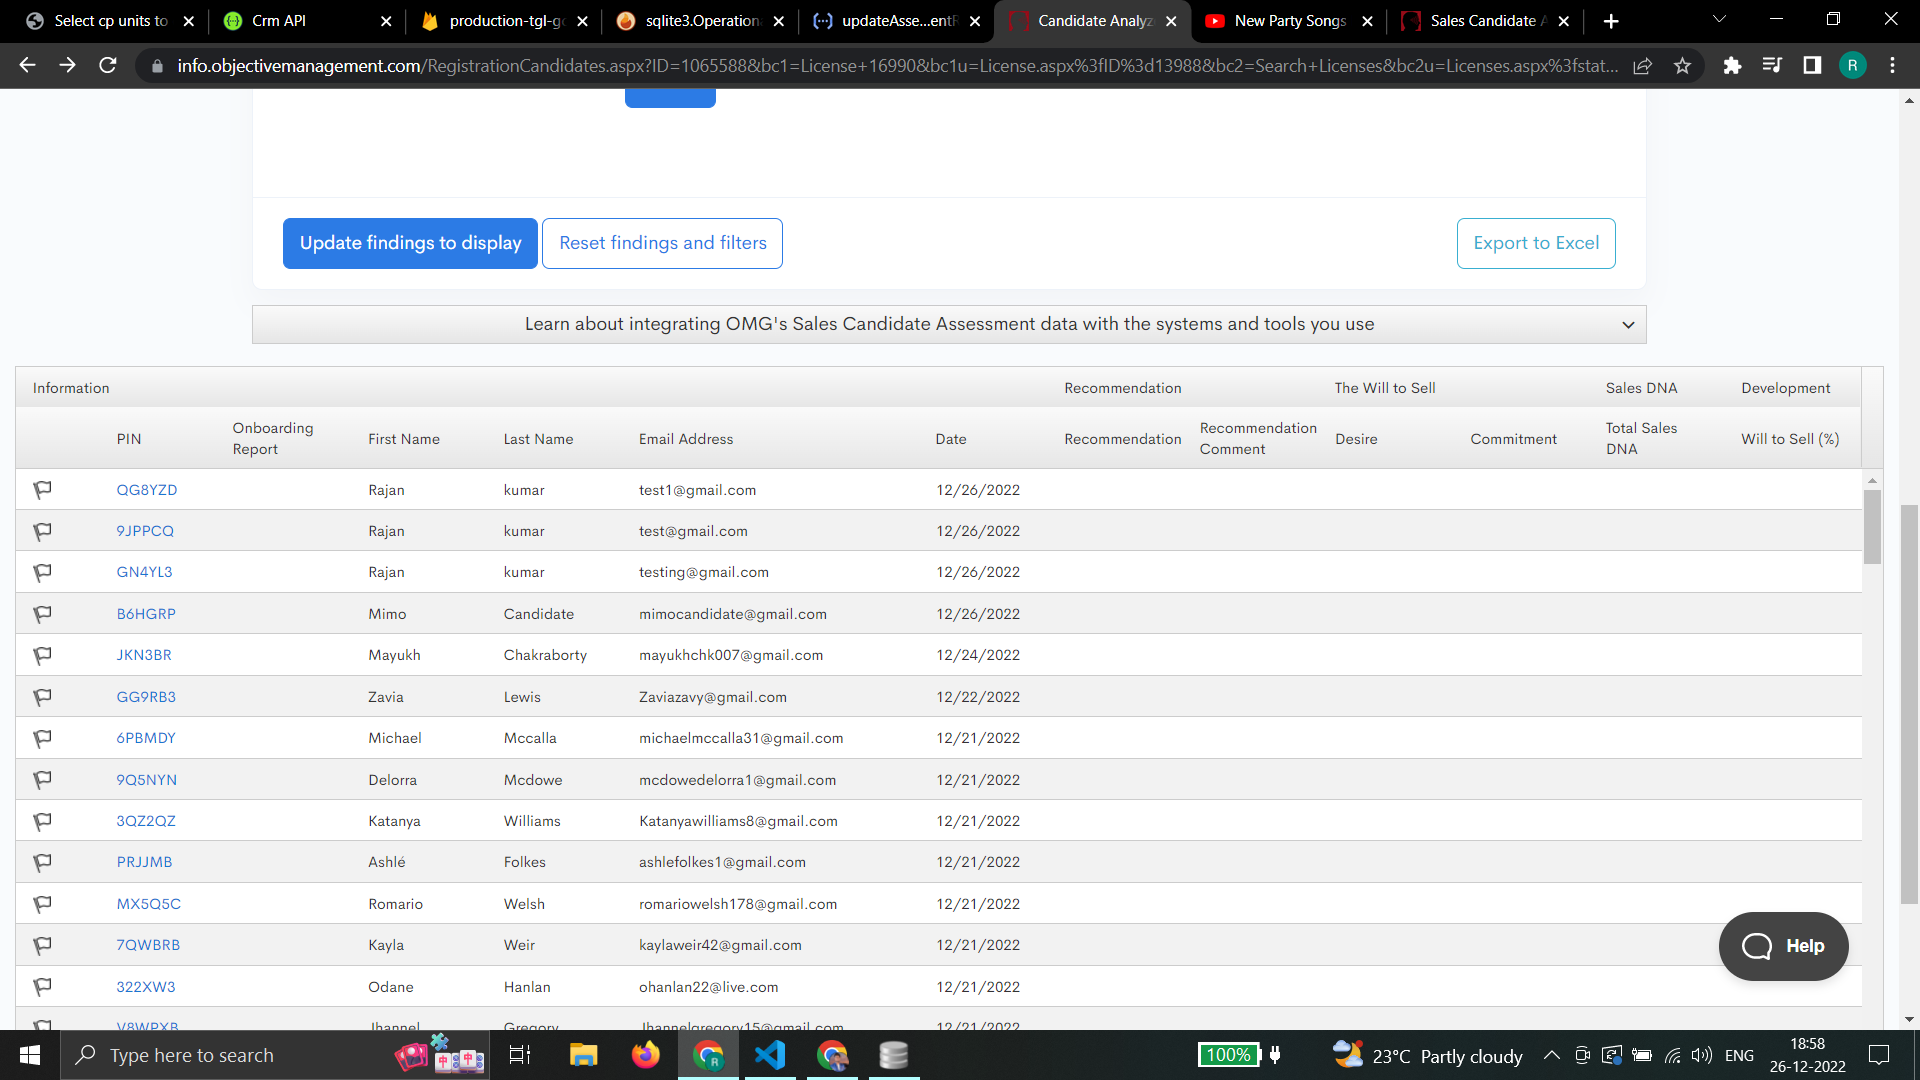 Select cp units to
Crm API
production-tgl-g
sqlite3.Operation
updateAsse...entR
Candidate Analyz
New Party Songs
Sales Candidate A
info.objectivemanagement.com/RegistrationCandidates.aspx?ID=1065588&bc1=License+16990&bc1u=License.aspx%3fID%3d13988&bc2=Search+Licenses&bc2u=Licenses.aspx%3fstat...
R
Update findings to display
Reset findings and filters
Export to Excel
Learn about integrating OMG's Sales Candidate Assessment data with the systems and tools you use
Information Recommendation The Will to Sell Sales DNA Development
PIN Onboarding Report First Name Last Name Email Address Date Recommendation Recommendation Comment Desire Commitment Total Sales DNA Will to Sell (%)
QG8YZD Rajan kumar test1@gmail.com 12/26/2022
9JPPCQ Rajan kumar test@gmail.com 12/26/2022
GN4YL3 Rajan kumar testing@gmail.com 12/26/2022
B6HGRP Mimo Candidate mimocandidate@gmail.com 12/26/2022
JKN3BR Mayukh Chakraborty mayukhchk007@gmail.com 12/24/2022
GG9RB3 Zavia Lewis Zaviazavy@gmail.com 12/22/2022
6PBMDY Michael Mccalla michaelmccalla31@gmail.com 12/21/2022
9Q5NYN Delorra Mcdowe mcdowedelorra1@gmail.com 12/21/2022
3QZ2QZ Katanya Williams Katanyawilliams8@gmail.com 12/21/2022
PRJJMB Ashlé Folkes ashlefolkes1@gmail.com 12/21/2022
MX5Q5C Romario Welsh romariowelsh178@gmail.com 12/21/2022
7QWBRB Kayla Weir kaylaweir42@gmail.com 12/21/2022
322XW3 Odane Hanlan ohanlan22@live.com 12/21/2022
V8WPXB Jhannel Gregory Jhannelgregory15@gmail.com 12/21/2022
Help
Type here to search
100%
23°C Partly cloudy
ENG
18:58
26-12-2022